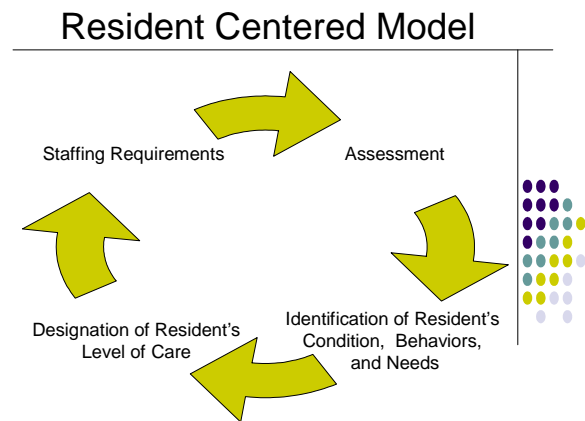 Resident Centered Model
Staffing Requirements
Assessment
Identification of Resident's
Condition, Behaviors,
and Needs
Designation of Resident's
Level of Care